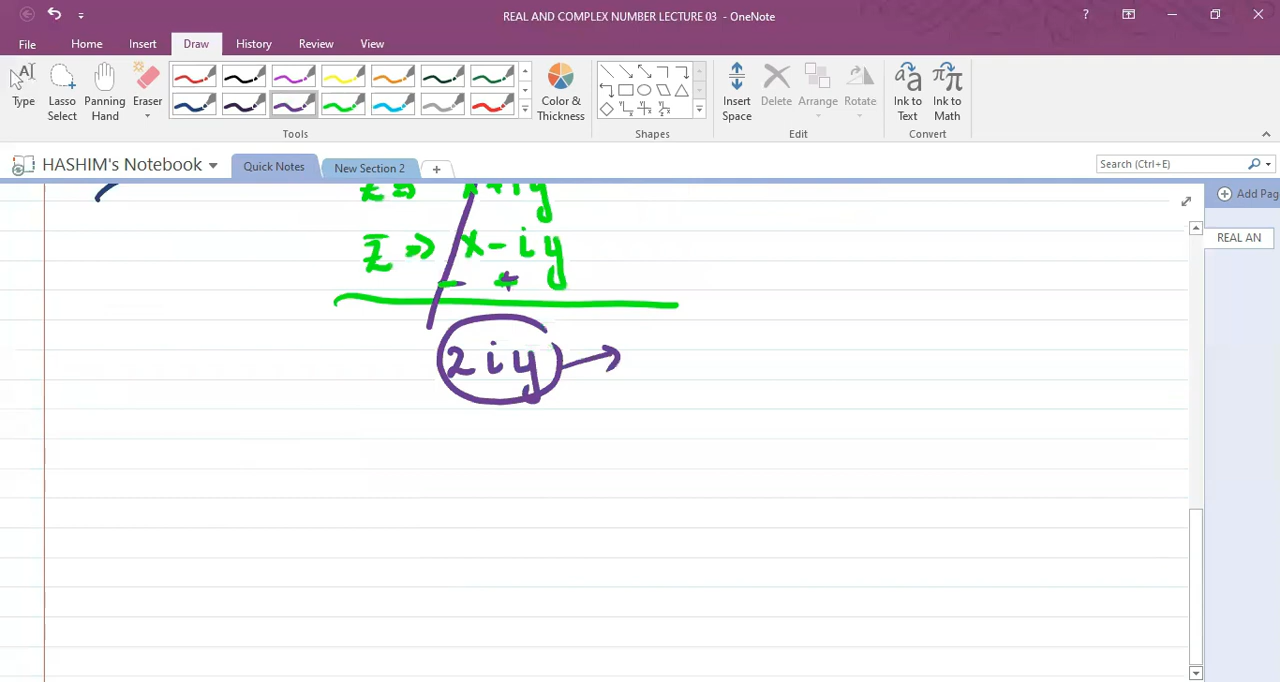 REAL AND COMPLEX NUMBER LECTURE 03 - OneNote
?
File Home Insert Draw History Review View
Type
Lasso Select
Panning Hand
Eraser
Color & Thickness
Insert Space
Delete
Arrange
Rotate
Ink to Text
Ink to Math
Tools
Shapes
Edit
Convert
HASHIM's Notebook
Quick Notes
New Section 2
+
Search (Ctrl+E)
Add Pag
REAL AN
z ⇒ x + iy
z̄ ⇒ x - iy
- +
2iy →